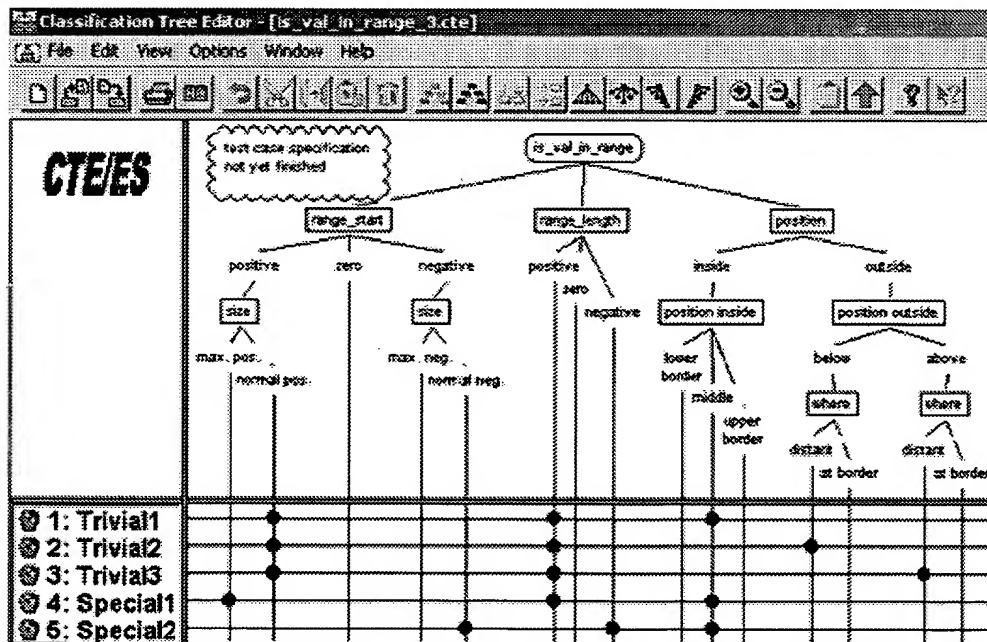 Classification Tree Editor - [is_val_in_range_3.cte]
File Edit View Options Window Help
CTE/ES
test case specification
not yet finished
is_val_in_range
range_start range_length position
positive zero negative positive inside outside
zero
size size negative position inside position outside
max. pos. max. neg. lower border below above
normal pos. normal neg. middle where where
upper border
distant distant
at border at border
1: Trivial1
2: Trivial2
3: Trivial3
4: Special1
5: Special2